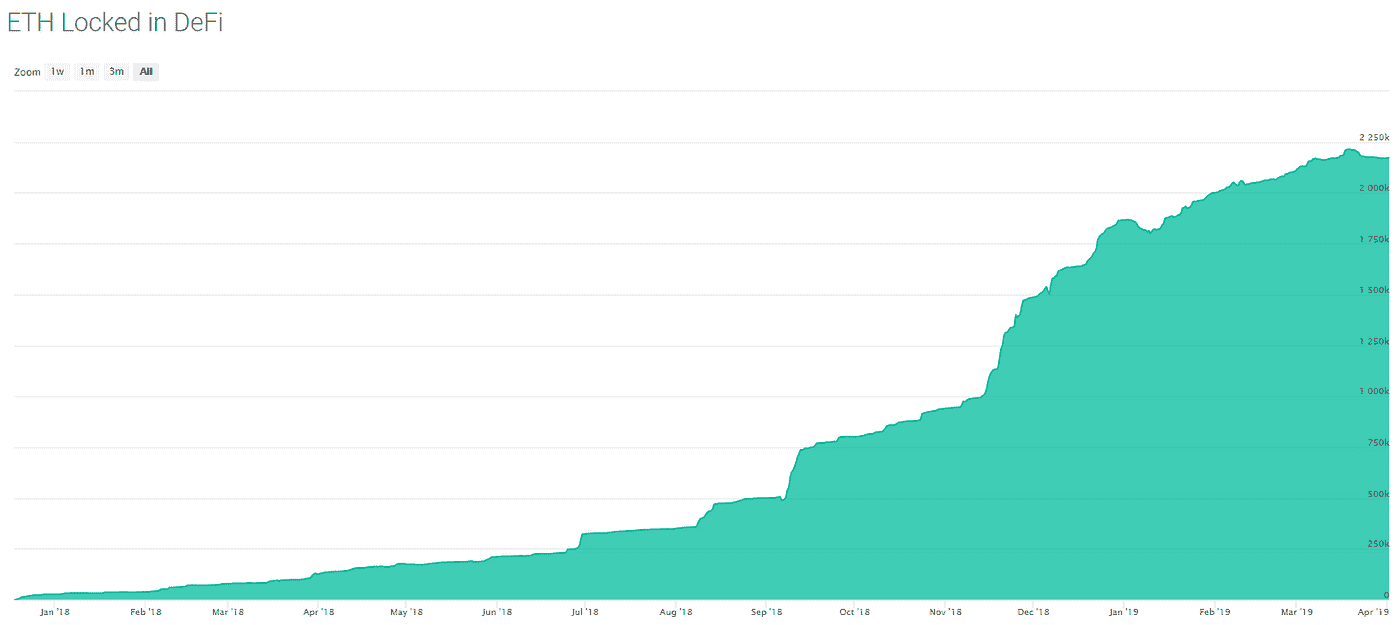 ETH Locked in DeFi
Zoom 1w 1m 3m All
2 250k
2 000k
1 750k
1 500k
1 250k
1 000k
750k
500k
250k
0
Jan '18 Feb '18 Mar '18 Apr '18 May '18 Jun '18 Jul '18 Aug '18 Sep '18 Oct '18 Nov '18 Dec '18 Jan '19 Feb '19 Mar '19 Apr '19